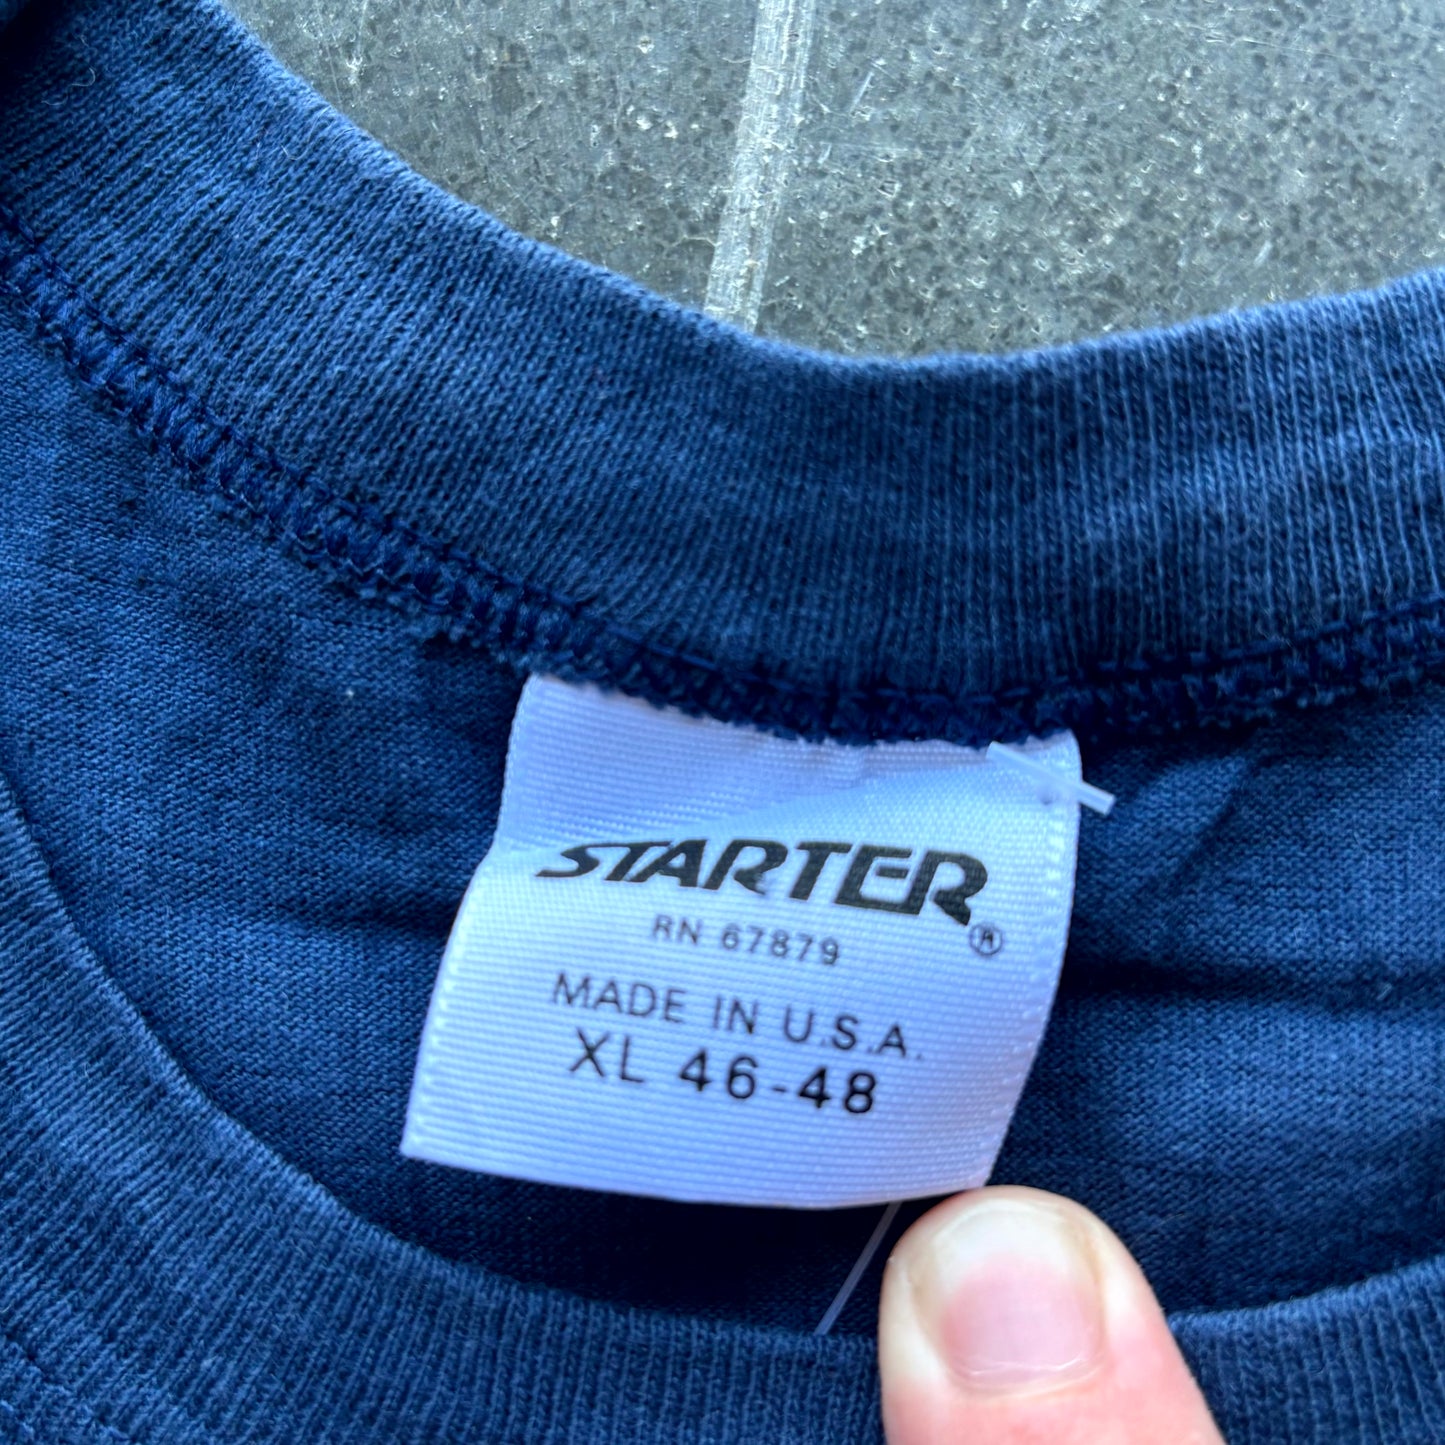 STARTER®
RN 67879
MADE IN U.S.A.
XL 46-48